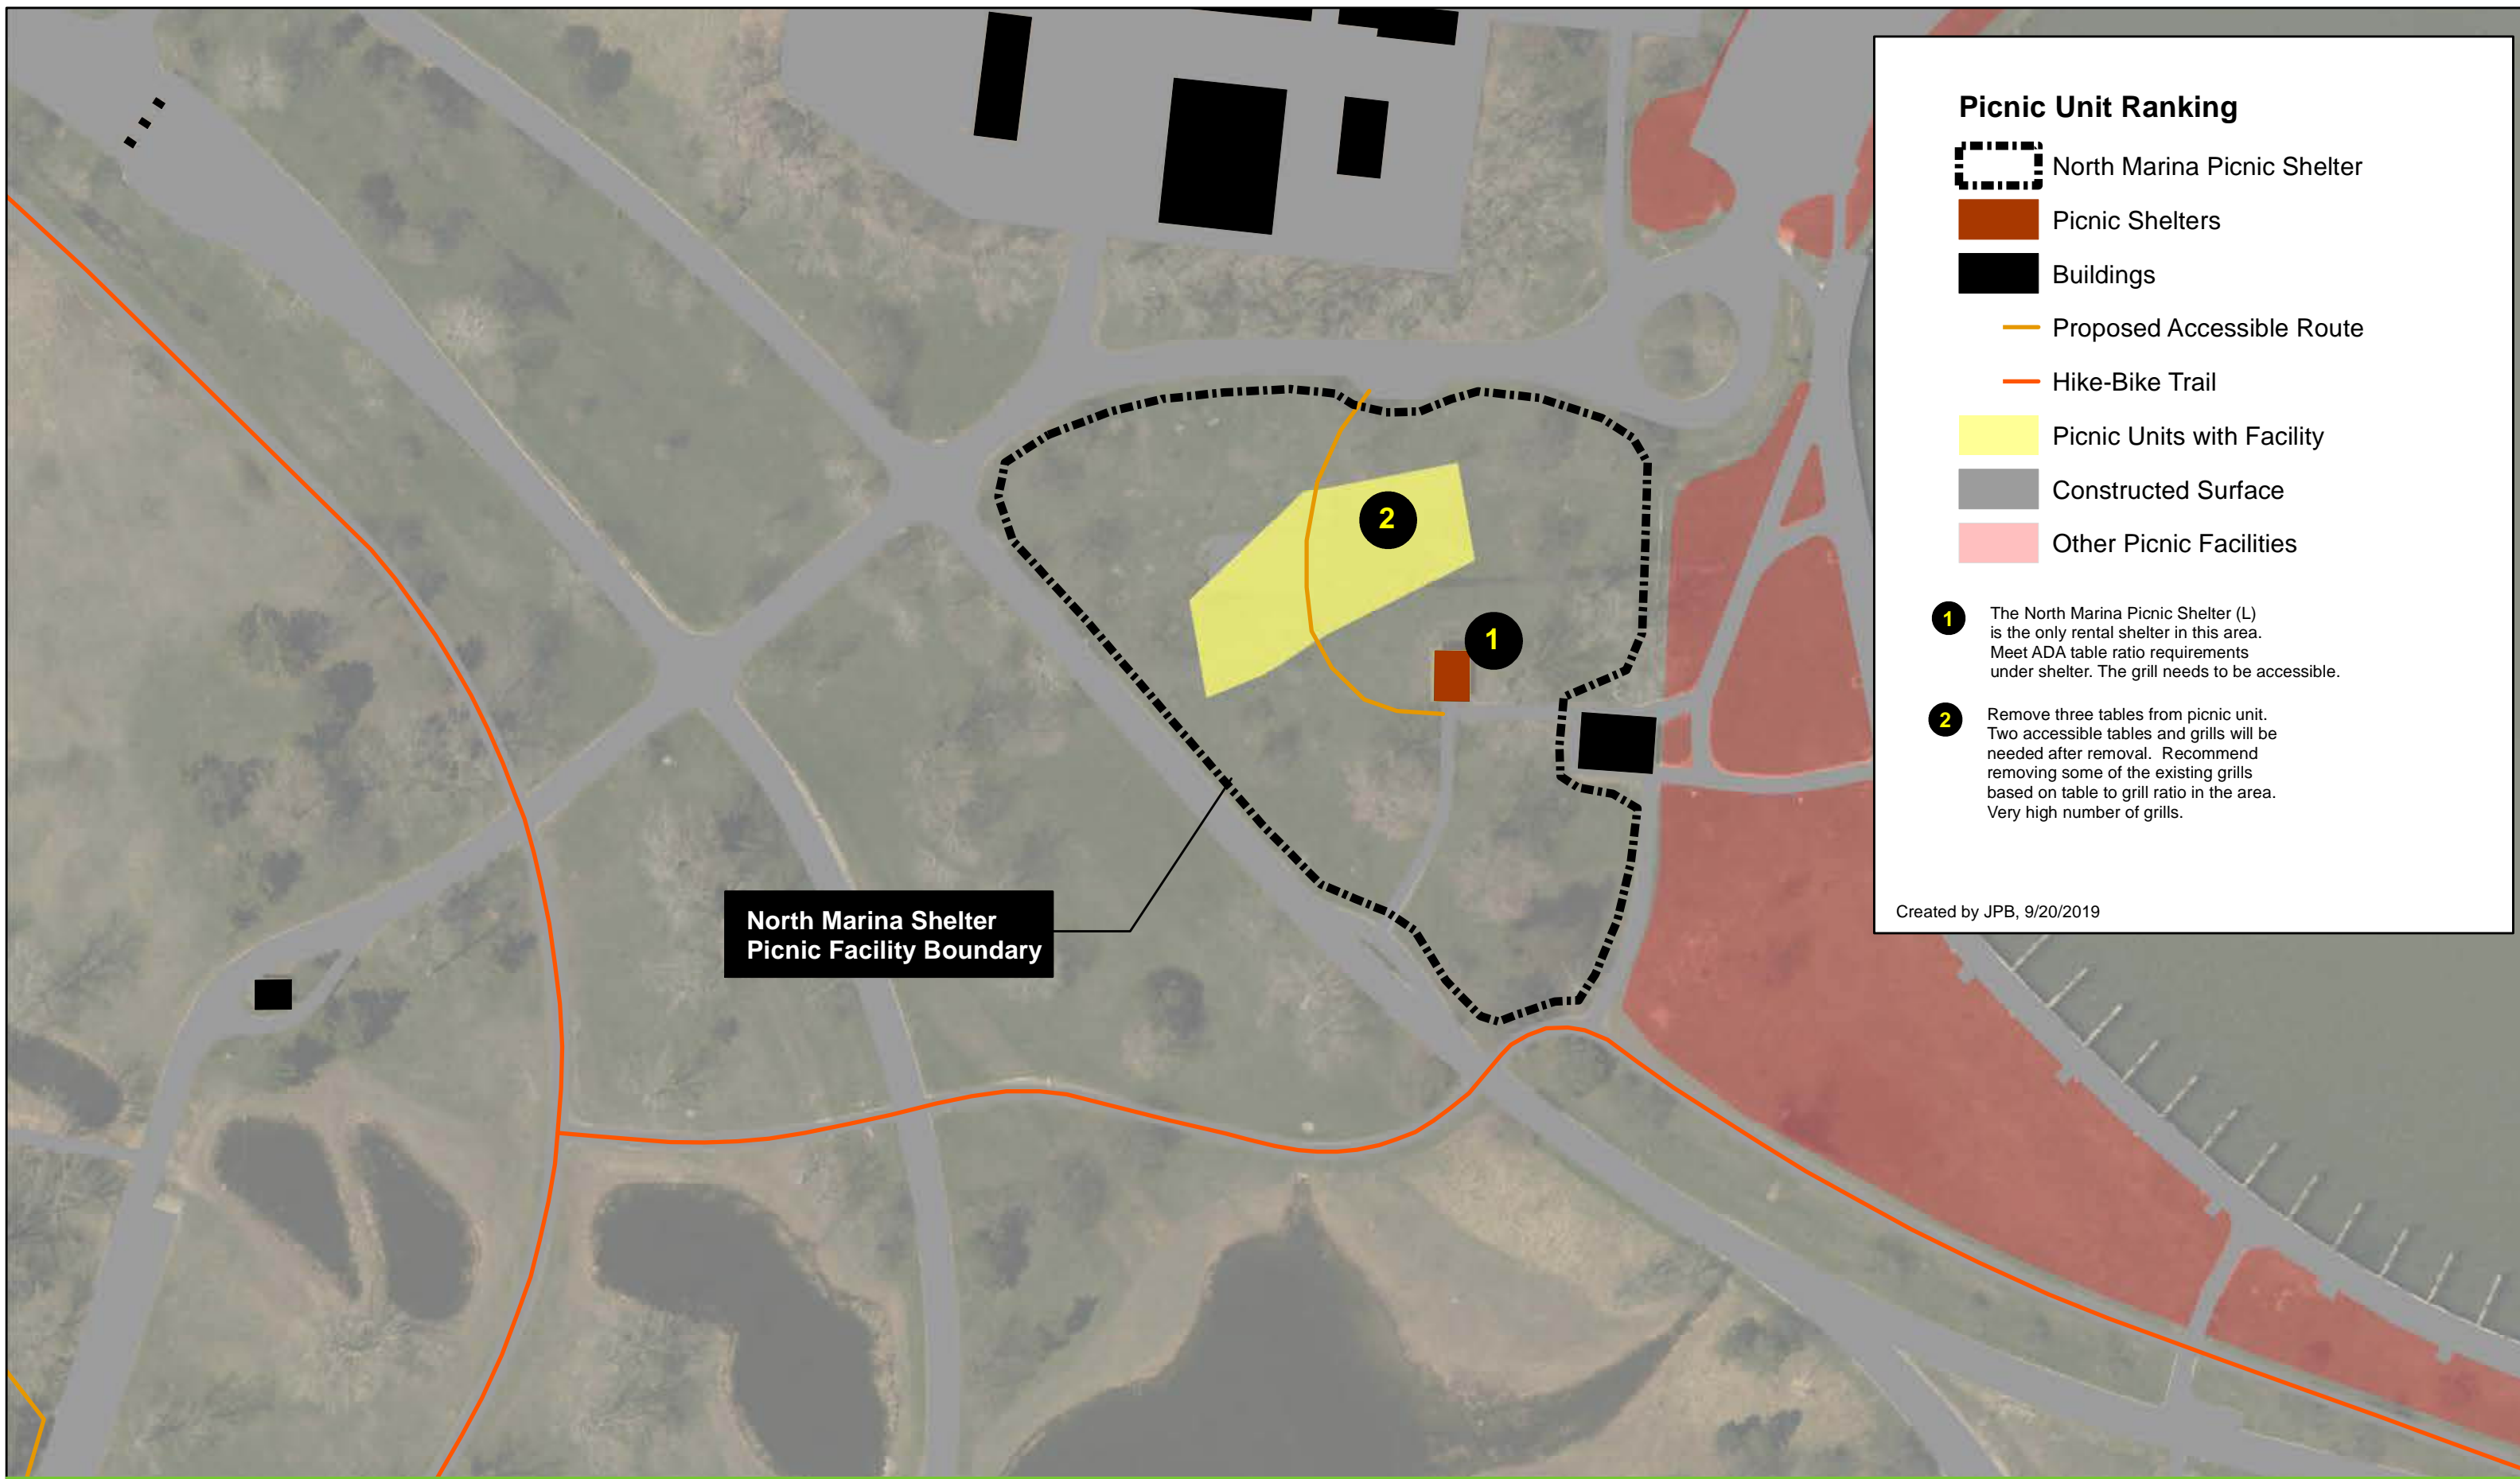 Picnic Unit Ranking
North Marina Picnic Shelter
Picnic Shelters
Buildings
Proposed Accessible Route
Hike-Bike Trail
Picnic Units with Facility
Constructed Surface
Other Picnic Facilities
1
The North Marina Picnic Shelter (L)
is the only rental shelter in this area.
Meet ADA table ratio requirements
under shelter. The grill needs to be accessible.
2
Remove three tables from picnic unit.
Two accessible tables and grills will be
needed after removal.  Recommend
removing some of the existing grills
based on table to grill ratio in the area.
Very high number of grills.
Created by JPB, 9/20/2019
2
1
North Marina Shelter
Picnic Facility Boundary